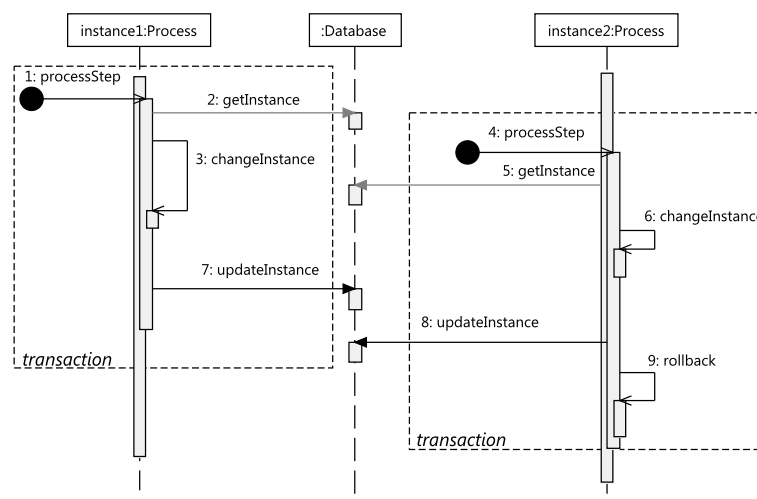 instance1:Process
:Database
instance2:Process
1: processStep
2: getInstance
3: changeInstance
4: processStep
5: getInstance
6: changeInstance
7: updateInstance
8: updateInstance
9: rollback
transaction
transaction